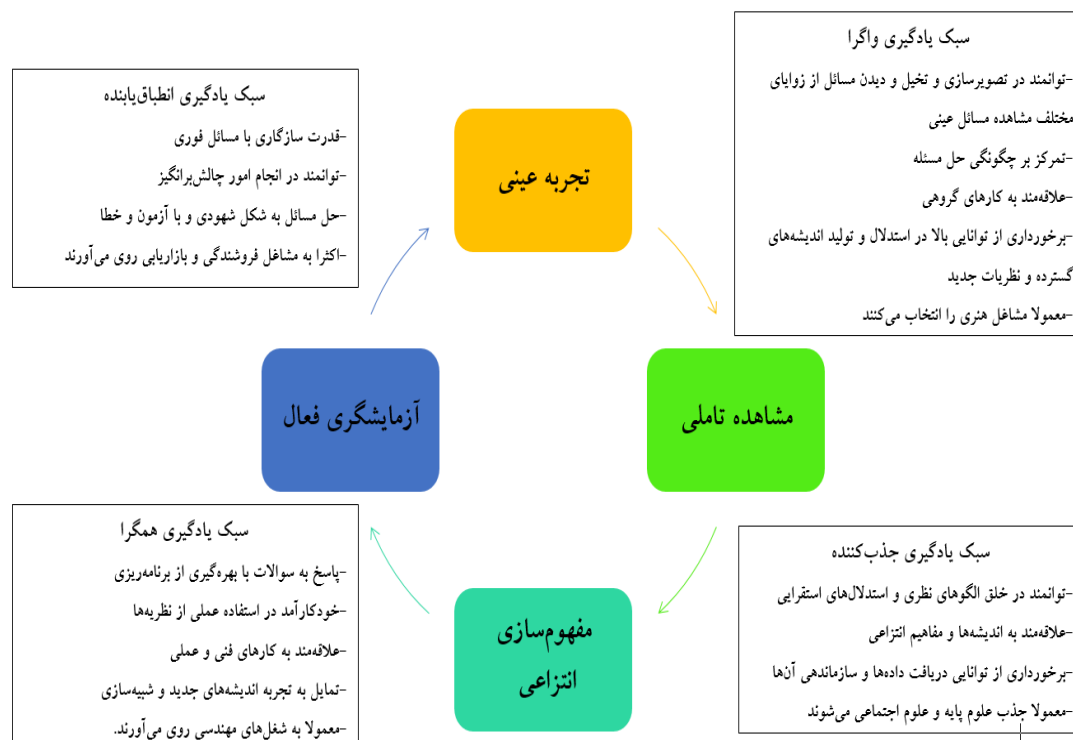 سبک یادگیری واگرا
-توانمند در تصویرسازی و تخیل و دیدن مسائل از زوایای
مختلف مشاهده مسائل عینی
-تمرکز بر چگونگی حل مسئله
-علاقه‌مند به کارهای گروهی
-برخورداری از توانایی بالا در استدلال و تولید اندیشه‌های
گسترده و نظریات جدید
-معمولا مشاغل هنری را انتخاب می‌کنند
تجربه عینی
سبک یادگیری انطباق‌یابنده
-قدرت سازگاری با مسائل فوری
-توانمند در انجام امور چالش‌برانگیز
-حل مسائل به شکل شهودی و با آزمون و خطا
-اکثرا به مشاغل فروشندگی و بازاریابی روی می‌آورند
مشاهده تاملی
آزمایشگری فعال
سبک یادگیری جذب‌کننده
-توانمند در خلق الگوهای نظری و استدلال‌های استقرایی
-علاقه‌مند به اندیشه‌ها و مفاهیم انتزاعی
-برخورداری از توانایی دریافت داده‌ها و سازماندهی آن‌ها
-معمولا جذب علوم پایه و علوم اجتماعی می‌شوند
مفهوم‌سازی
انتزاعی
سبک یادگیری همگرا
-پاسخ به سوالات با بهره‌گیری از برنامه‌ریزی
-خودکارآمد در استفاده عملی از نظریه‌ها
-علاقه‌مند به کارهای فنی و عملی
-تمایل به تجربه اندیشه‌های جدید و شبیه‌سازی
-معمولا به شغل‌های مهندسی روی می‌آورند.